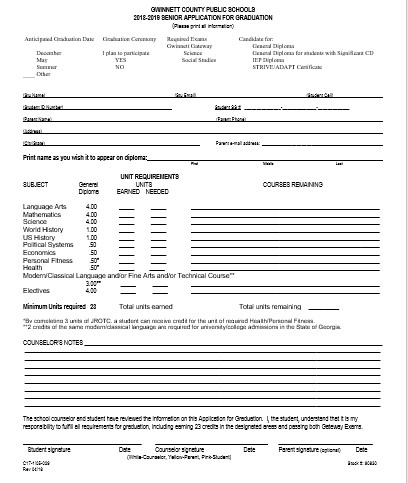 GWINNETT COUNTY PUBLIC SCHOOLS
2018-2019 SENIOR APPLICATION FOR GRADUATION
(Please print all information)
Anticipated Graduation Date Graduation Ceremony Required Exams Candidate for:
Gwinnett Gateway General Diploma
December I plan to participate Science General Diploma for students with Significant CD
May YES Social Studies IEP Diploma
Summer NO STRIVE/ADAPT Certificate
Other
(Stu Name) (Stu Email) (Student Cell)
(Student ID Number) Student SS#
(Parent Name) (Parent Phone)
(Address)
(City/State) Parent e-mail address:
Print name as you wish it to appear on diploma:
First Middle Last
UNIT REQUIREMENTS
SUBJECT General UNITS COURSES REMAINING
Diploma EARNED NEEDED
Language Arts 4.00
Mathematics 4.00
Science 4.00
World History 1.00
US History 1.00
Political Systems .50
Economics .50
Personal Fitness .50*
Health .50*
Modern/Classical Language and/or Fine Arts and/or Technical Course**
3.00**
Electives 4.00
Minimum Units required 23 Total units earned Total units remaining
*By completing 3 units of JROTC, a student can receive credit for the unit of required Health/Personal Fitness.
**2 credits of the same modern/classical language are required for university/college admissions in the State of Georgia.
COUNSELOR'S NOTES
The school counselor and student have reviewed the information on this Application for Graduation. I, the student, understand that it is my
responsibility to fulfill all requirements for graduation, including earning 23 credits in the designated areas and passing both Gateway Exams.
Student signature Date Counselor signature Date Parent signature (optional) Date
(White-Counselor, Yellow-Parent, Pink-Student)
Rev 04/18 Stock #: 90930